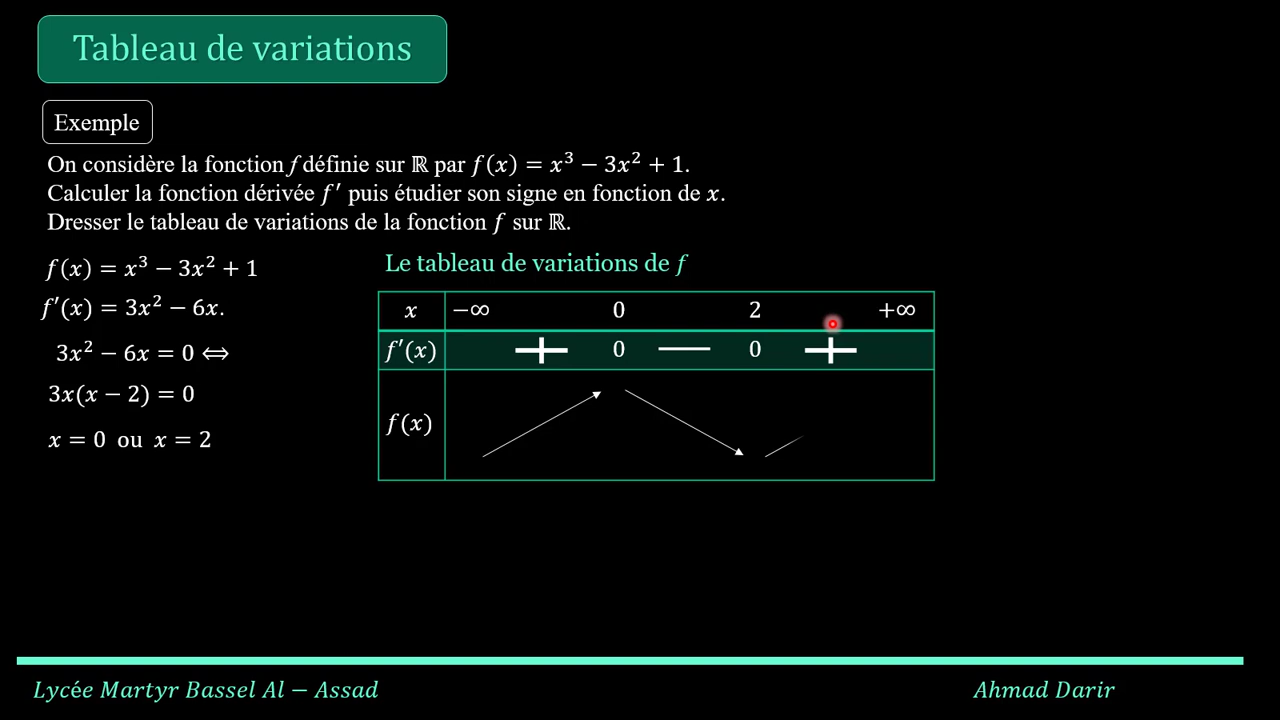 Tableau de variations
Exemple
On considère la fonction f définie sur ℝ par f(x) = x³ − 3x² + 1.
Calculer la fonction dérivée f′ puis étudier son signe en fonction de x.
Dresser le tableau de variations de la fonction f sur ℝ.
f(x) = x³ − 3x² + 1
f′(x) = 3x² − 6x.
3x² − 6x = 0 ⟺
3x(x − 2) = 0
x = 0 ou x = 2
Le tableau de variations de f
x −∞ 0 2 +∞
f′(x) + 0 − 0 +
f(x)
Lycée Martyr Bassel Al − Assad
Ahmad Darir